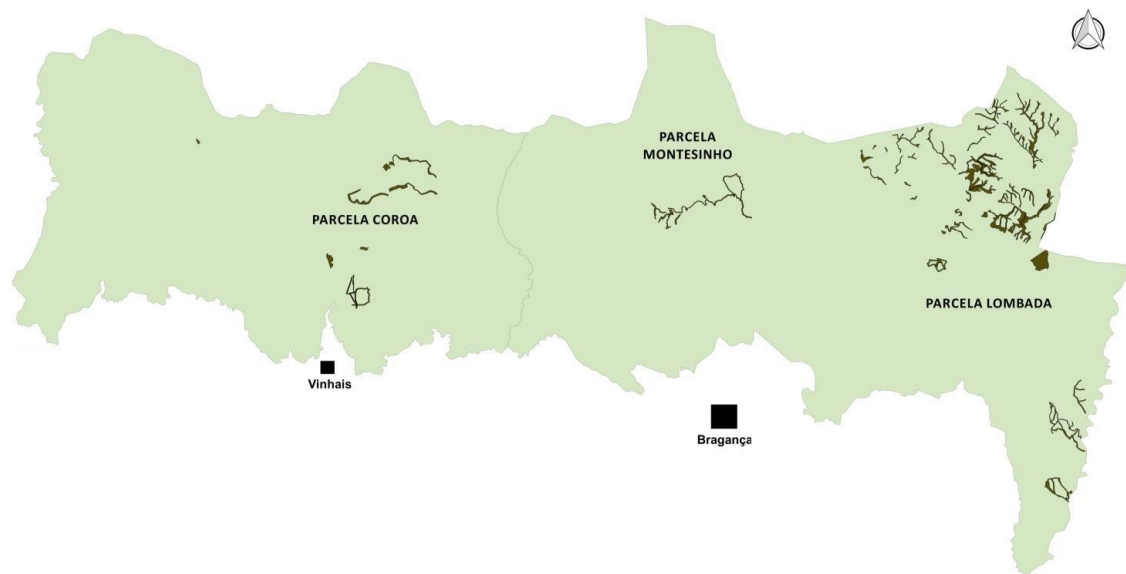 PARCELA
MONTESINHO
PARCELA COROA
PARCELA LOMBADA
Vinhais
Bragança